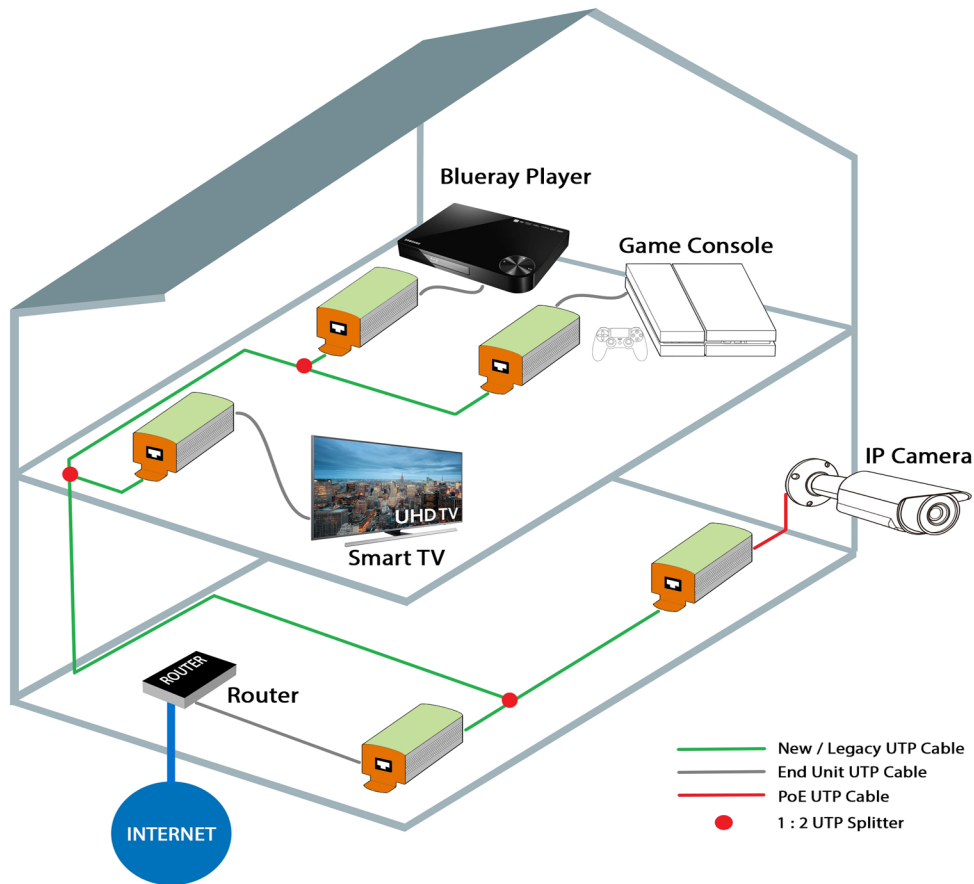 Blueray Player
SAMSUNG
Game Console
IP Camera
UHD TV
Smart TV
ROUTER
Router
INTERNET
New / Legacy UTP Cable
End Unit UTP Cable
PoE UTP Cable
1 : 2 UTP Splitter